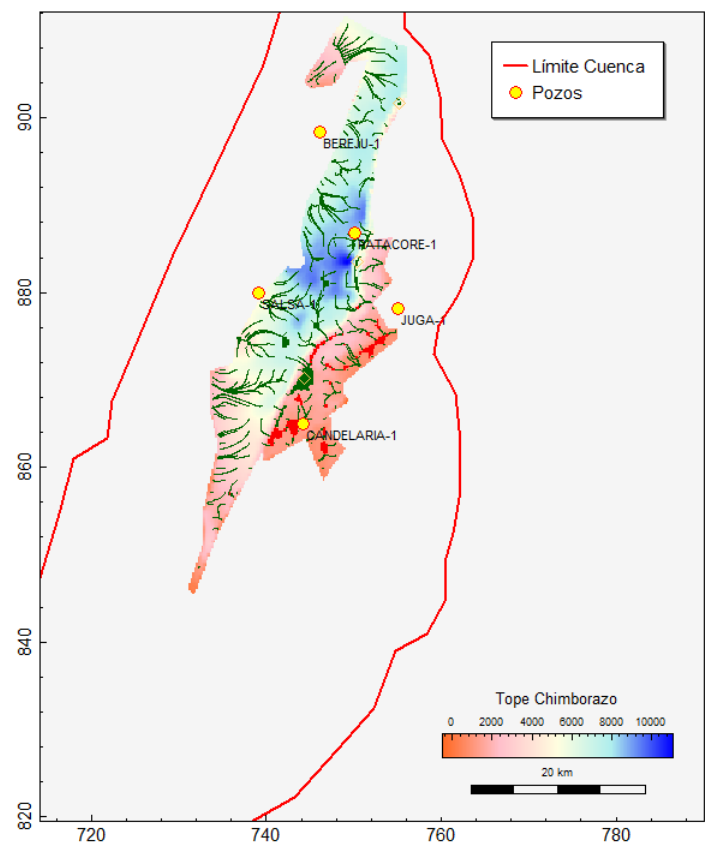 Límite Cuenca
Pozos
900
BEREJU-1
TRATACORE-1
880
SALSA-1
JUGA-1
CANDELARIA-1
860
840
Tope Chimborazo
0 2000 4000 6000 8000 10000
20 km
820
720 740 760 780